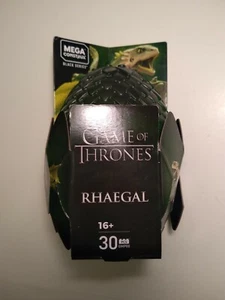 MEGA
CONSTRUX
BLACK SERIES
GAME OF
THRONES
RHAEGAL
16+
30